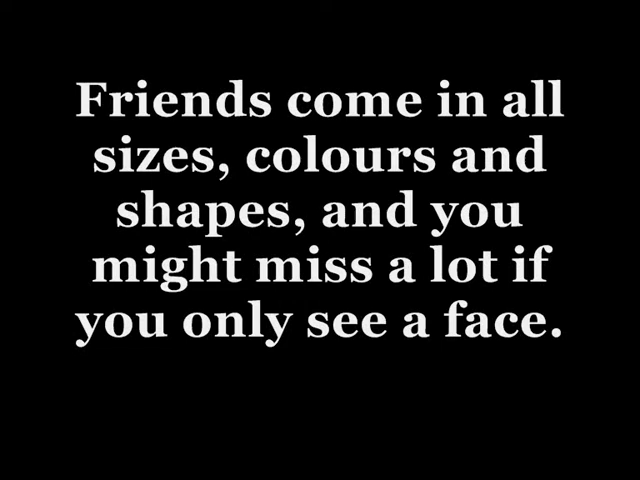 Friends come in all
sizes, colours and
shapes, and you
might miss a lot if
you only see a face.